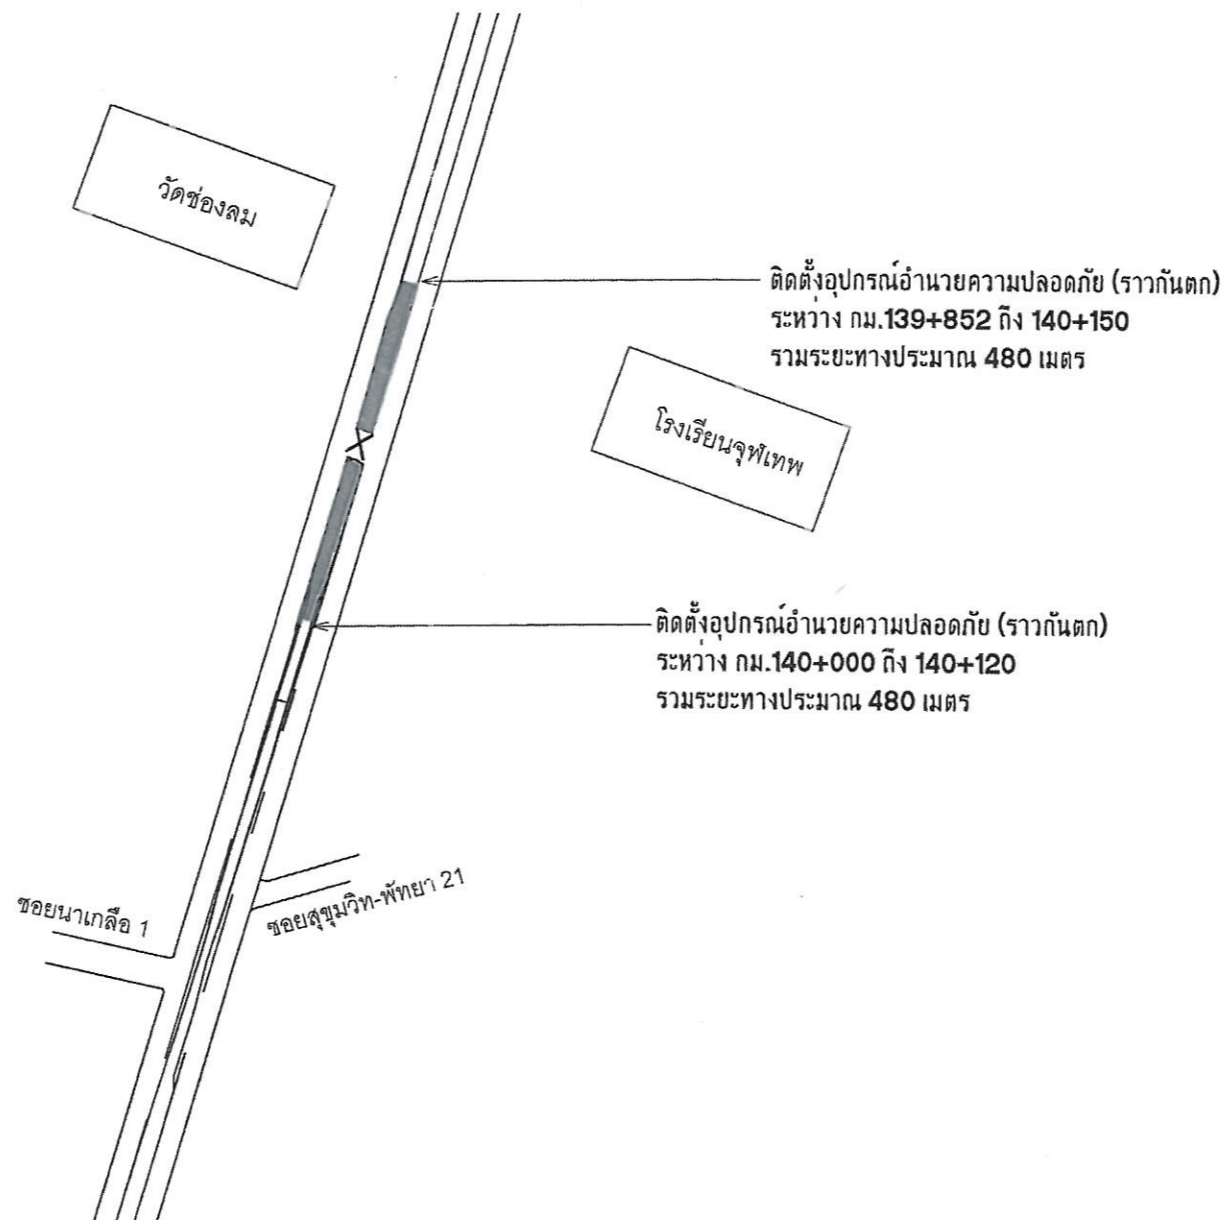 วัดช่องลม
ติดตั้งอุปกรณ์อำนวยความปลอดภัย (ราวกันตก)
ระหว่าง กม.139+852 ถึง 140+150
รวมระยะทางประมาณ 480 เมตร
โรงเรียนจุฬเทพ
ติดตั้งอุปกรณ์อำนวยความปลอดภัย (ราวกันตก)
ระหว่าง กม.140+000 ถึง 140+120
รวมระยะทางประมาณ 480 เมตร
ซอยนาเกลือ 1
ซอยสุขุมวิท-พัทยา 21